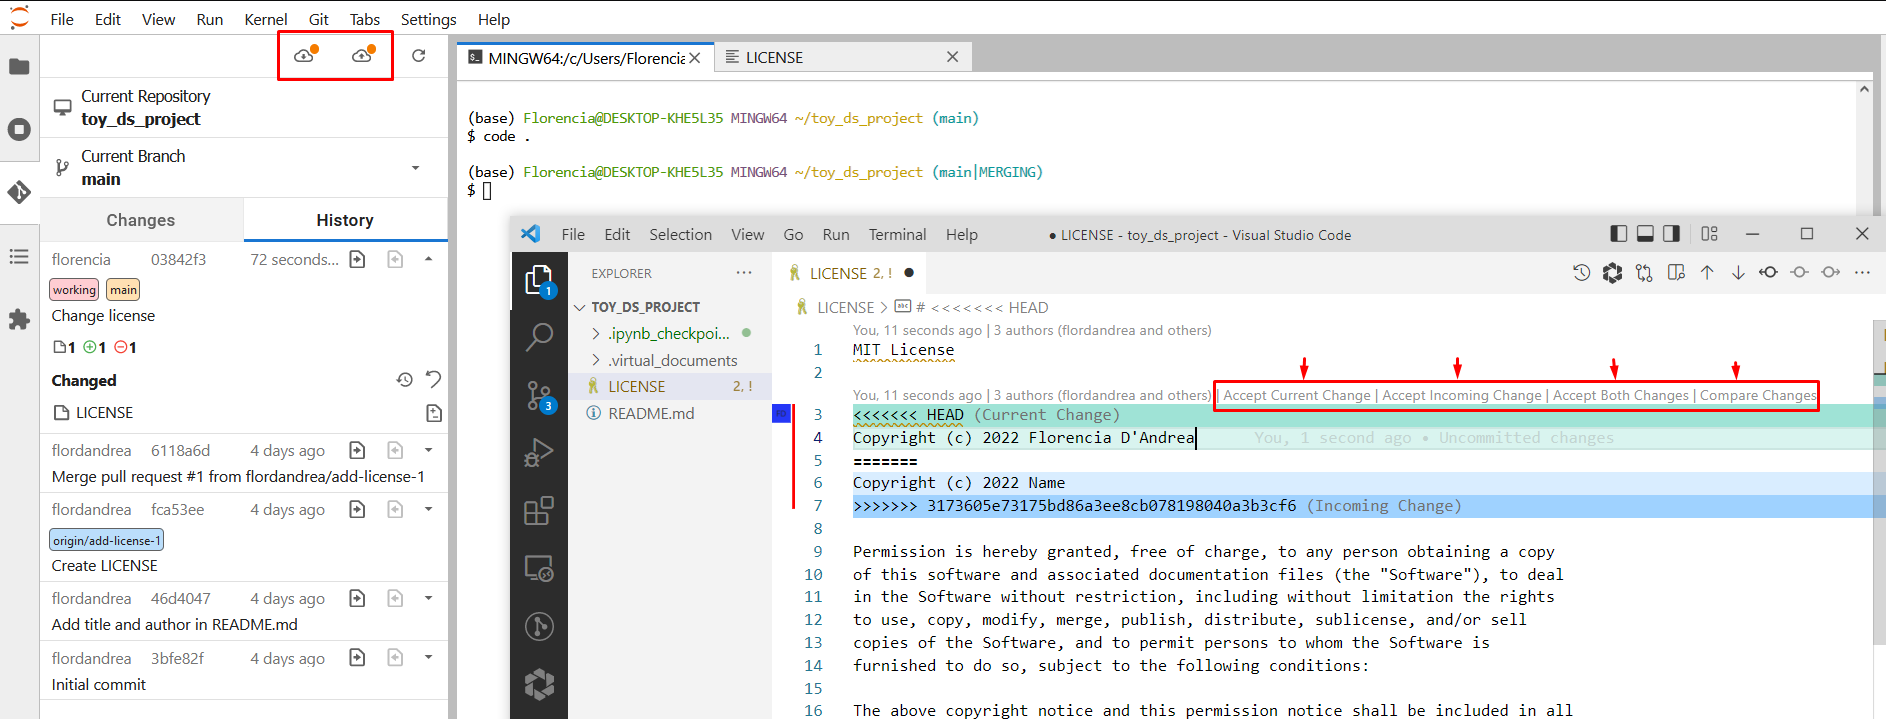 File Edit View Run Kernel Git Tabs Settings Help
Current Repository
toy_ds_project
Current Branch
main
Changes History
florencia 03842f3 72 seconds...
working main
Change license
1 1 1
Changed
LICENSE
flordandrea 6118a6d 4 days ago
Merge pull request #1 from flordandrea/add-license-1
flordandrea fca53ee 4 days ago
origin/add-license-1
Create LICENSE
flordandrea 46d4047 4 days ago
Add title and author in README.md
flordandrea 3bfe82f 4 days ago
Initial commit
MINGW64:/c/Users/Florencia LICENSE
(base) Florencia@DESKTOP-KHE5L35 MINGW64 ~/toy_ds_project (main)
$ code .
(base) Florencia@DESKTOP-KHE5L35 MINGW64 ~/toy_ds_project (main|MERGING)
$
File Edit Selection View Go Run Terminal Help ● LICENSE - toy_ds_project - Visual Studio Code
1
3
EXPLORER ···
TOY_DS_PROJECT
.ipynb_checkpoi...
.virtual_documents
LICENSE 2, !
README.md
LICENSE 2, ! ●
LICENSE > # <<<<<<< HEAD
You, 11 seconds ago | 3 authors (flordandrea and others)
1 MIT License
2
You, 11 seconds ago | 3 authors (flordandrea and others) | Accept Current Change | Accept Incoming Change | Accept Both Changes | Compare Changes
3 <<<<<<< HEAD (Current Change)
4 Copyright (c) 2022 Florencia D'Andrea You, 1 second ago • Uncommitted changes
5 =======
6 Copyright (c) 2022 Name
7 >>>>>>> 3173605e73175bd86a3ee8cb078198040a3b3cf6 (Incoming Change)
8
9 Permission is hereby granted, free of charge, to any person obtaining a copy
10 of this software and associated documentation files (the "Software"), to deal
11 in the Software without restriction, including without limitation the rights
12 to use, copy, modify, merge, publish, distribute, sublicense, and/or sell
13 copies of the Software, and to permit persons to whom the Software is
14 furnished to do so, subject to the following conditions:
15
16 The above copyright notice and this permission notice shall be included in all